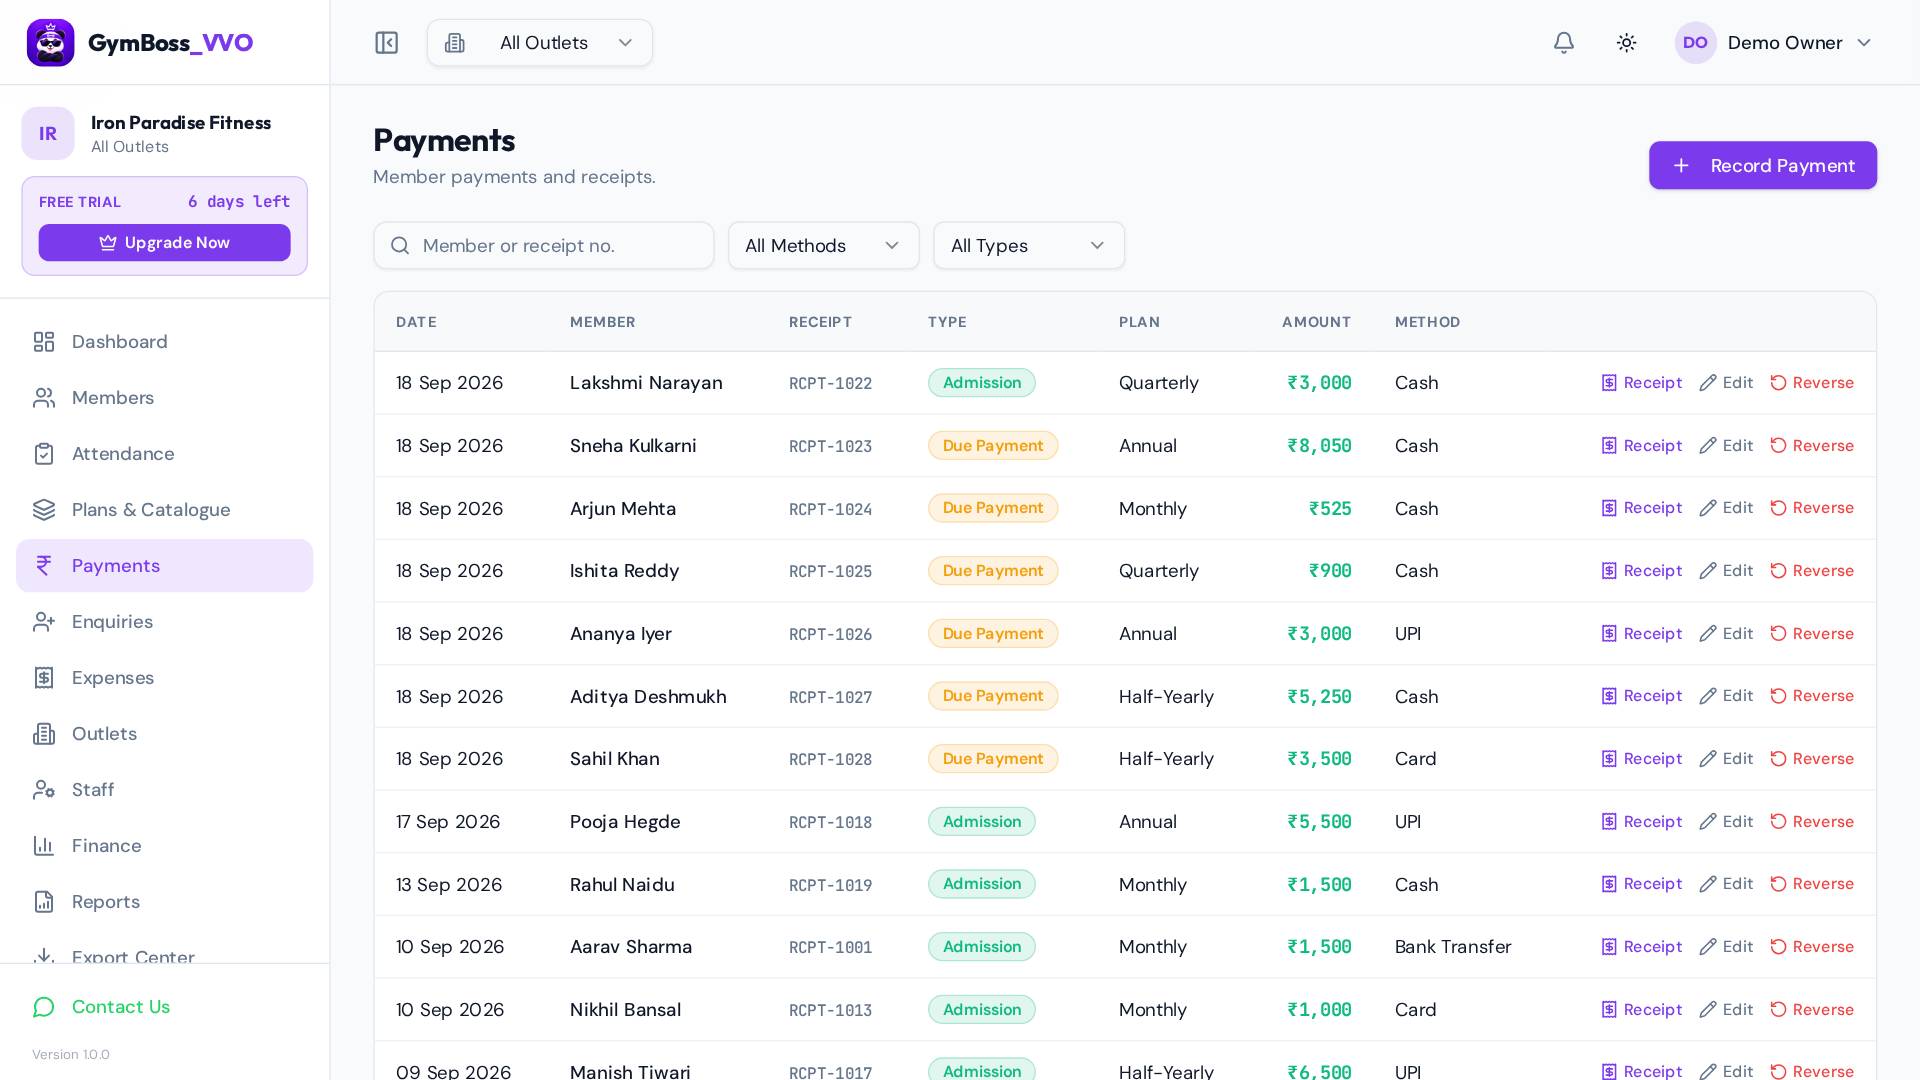 GymBoss_VVO
All Outlets
DO Demo Owner
IR
Iron Paradise Fitness
All Outlets
FREE TRIAL 6 days left
Upgrade Now
Dashboard
Members
Attendance
Plans & Catalogue
Payments
Enquiries
Expenses
Outlets
Staff
Finance
Reports
Export Center
Contact Us
Version 1.0.0
Payments
Member payments and receipts.
Record Payment
Member or receipt no. All Methods All Types
DATE MEMBER RECEIPT TYPE PLAN AMOUNT METHOD
18 Sep 2026 Lakshmi Narayan RCPT-1022 Admission Quarterly ₹3,000 Cash Receipt Edit Reverse
18 Sep 2026 Sneha Kulkarni RCPT-1023 Due Payment Annual ₹8,050 Cash Receipt Edit Reverse
18 Sep 2026 Arjun Mehta RCPT-1024 Due Payment Monthly ₹525 Cash Receipt Edit Reverse
18 Sep 2026 Ishita Reddy RCPT-1025 Due Payment Quarterly ₹900 Cash Receipt Edit Reverse
18 Sep 2026 Ananya Iyer RCPT-1026 Due Payment Annual ₹3,000 UPI Receipt Edit Reverse
18 Sep 2026 Aditya Deshmukh RCPT-1027 Due Payment Half-Yearly ₹5,250 Cash Receipt Edit Reverse
18 Sep 2026 Sahil Khan RCPT-1028 Due Payment Half-Yearly ₹3,500 Card Receipt Edit Reverse
17 Sep 2026 Pooja Hegde RCPT-1018 Admission Annual ₹5,500 UPI Receipt Edit Reverse
13 Sep 2026 Rahul Naidu RCPT-1019 Admission Monthly ₹1,500 Cash Receipt Edit Reverse
10 Sep 2026 Aarav Sharma RCPT-1001 Admission Monthly ₹1,500 Bank Transfer Receipt Edit Reverse
10 Sep 2026 Nikhil Bansal RCPT-1013 Admission Monthly ₹1,000 Card Receipt Edit Reverse
09 Sep 2026 Manish Tiwari RCPT-1017 Admission Half-Yearly ₹6,500 UPI Receipt Edit Reverse